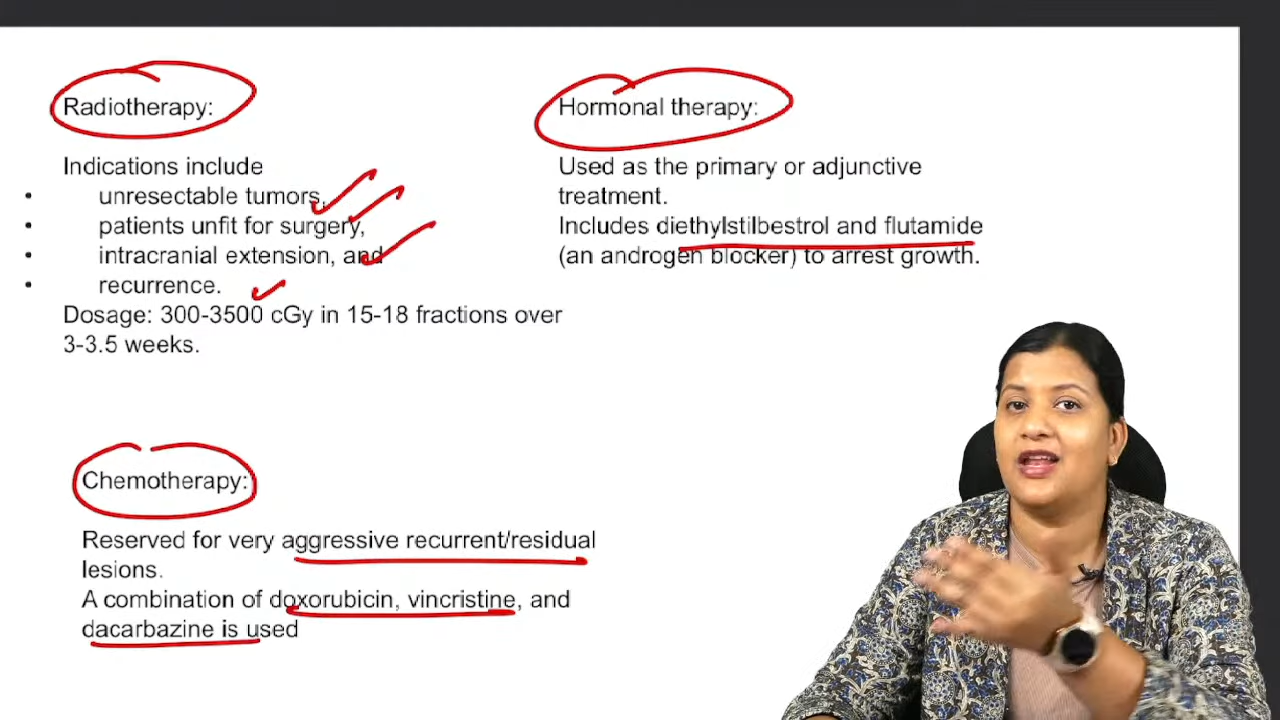 Radiotherapy:
Indications include
• unresectable tumors,
• patients unfit for surgery,
• intracranial extension, and
• recurrence.
Dosage: 300-3500 cGy in 15-18 fractions over
3-3.5 weeks.
Hormonal therapy:
Used as the primary or adjunctive
treatment.
Includes diethylstilbestrol and flutamide
(an androgen blocker) to arrest growth.
Chemotherapy:
Reserved for very aggressive recurrent/residual
lesions.
A combination of doxorubicin, vincristine, and
dacarbazine is used